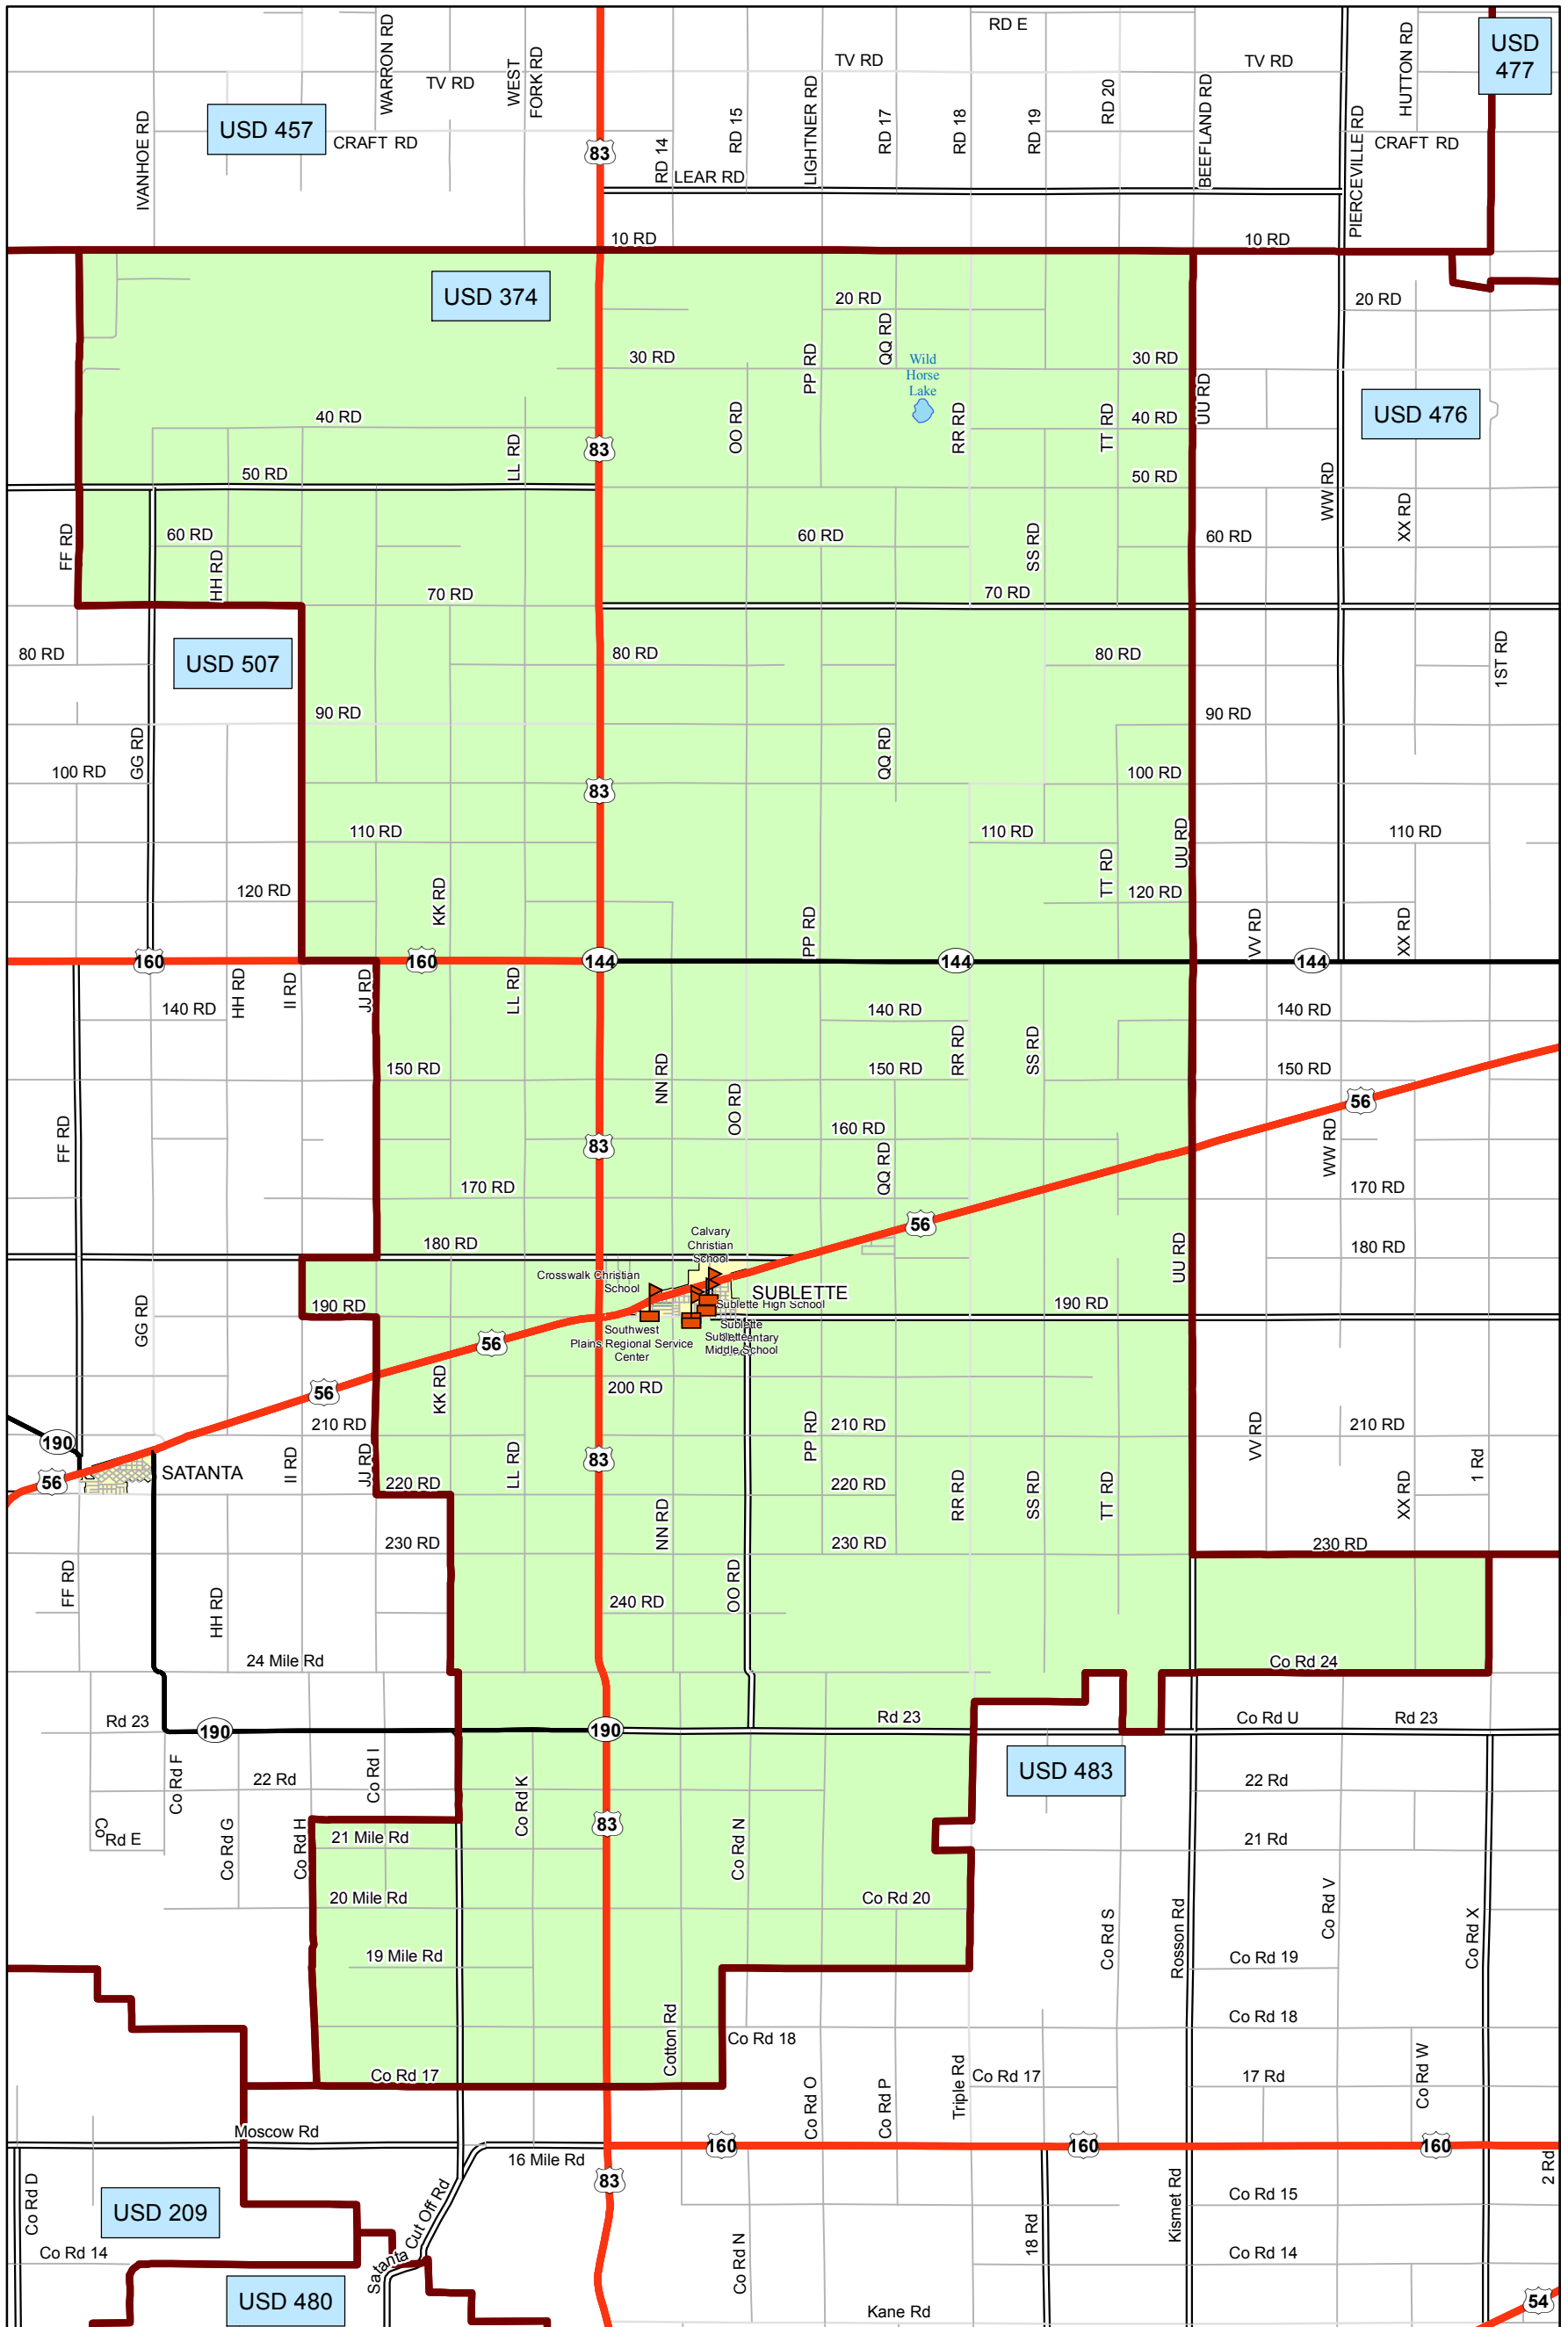 RD E
USD
477
WARRON RD
WEST
FORK RD
HUTTON RD
TV RD
TV RD
TV RD
IVANHOE RD
USD 457
CRAFT RD
83
RD 14
RD 15
LIGHTNER RD
RD 17
RD 18
RD 19
RD 20
BEEFLAND RD
PIERCEVILLE RD
CRAFT RD
LEAR RD
10 RD
10 RD
USD 374
20 RD
20 RD
QQ RD
30 RD
PP RD
Wild
Horse
Lake
30 RD
UU RD
USD 476
40 RD
OO RD
RR RD
TT RD
40 RD
LL RD
83
50 RD
50 RD
WW RD
XX RD
FF RD
60 RD
HH RD
60 RD
SS RD
60 RD
70 RD
70 RD
80 RD
USD 507
80 RD
80 RD
1ST RD
90 RD
90 RD
GG RD
QQ RD
100 RD
83
100 RD
110 RD
110 RD
UU RD
110 RD
120 RD
KK RD
TT RD
120 RD
PP RD
VV RD
XX RD
160
160
144
144
144
HH RD
II RD
JJ RD
LL RD
140 RD
140 RD
140 RD
150 RD
NN RD
OO RD
150 RD
RR RD
SS RD
150 RD
56
FF RD
83
160 RD
QQ RD
WW RD
170 RD
170 RD
56
180 RD
Calvary
Christian
School
UU RD
180 RD
Crosswalk Christian
School
SUBLETTE
Sublette High School
190 RD
190 RD
GG RD
56
Southwest
Plains Regional Service
Center
Sublette
Middle School
56
KK RD
200 RD
210 RD
PP RD
210 RD
VV RD
210 RD
190
56
SATANTA
II RD
JJ RD
LL RD
83
220 RD
220 RD
RR RD
SS RD
TT RD
XX RD
1 Rd
230 RD
NN RD
230 RD
230 RD
FF RD
HH RD
240 RD
OO RD
24 Mile Rd
Co Rd 24
Rd 23
190
190
Rd 23
Co Rd U
Rd 23
Co Rd F
22 Rd
Co Rd I
Co Rd K
USD 483
22 Rd
83
Co
Rd E
Co Rd G
Co Rd H
21 Mile Rd
Co Rd N
21 Rd
20 Mile Rd
Co Rd 20
Co Rd S
Rosson Rd
Co Rd V
Co Rd X
19 Mile Rd
Co Rd 19
Cotton Rd
Co Rd 18
Co Rd 18
Co Rd 17
Co Rd O
Co Rd P
Triple Rd
Co Rd 17
17 Rd
Co Rd W
Moscow Rd
16 Mile Rd
160
160
160
83
Co Rd D
USD 209
Satanta Cut Off Rd
Co Rd N
18 Rd
Kismet Rd
Co Rd 15
2 Rd
Co Rd 14
Co Rd 14
USD 480
Kane Rd
54